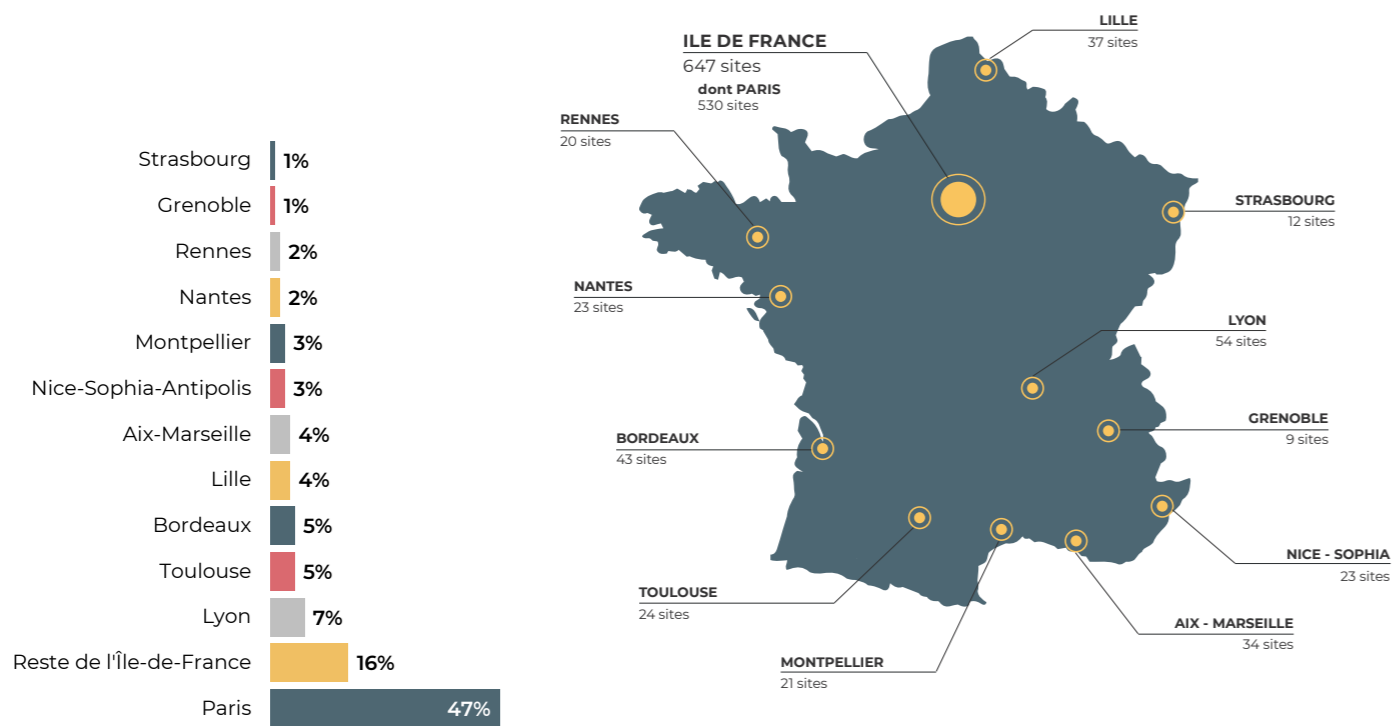 Strasbourg 1%
Grenoble 1%
Rennes 2%
Nantes 2%
Montpellier 3%
Nice-Sophia-Antipolis 3%
Aix-Marseille 4%
Lille 4%
Bordeaux 5%
Toulouse 5%
Lyon 7%
Reste de l'Île-de-France 16%
Paris 47%
LILLE
37 sites
ILE DE FRANCE
647 sites
dont PARIS
530 sites
RENNES
20 sites
STRASBOURG
12 sites
NANTES
23 sites
LYON
54 sites
GRENOBLE
9 sites
BORDEAUX
43 sites
NICE - SOPHIA
23 sites
TOULOUSE
24 sites
AIX - MARSEILLE
34 sites
MONTPELLIER
21 sites